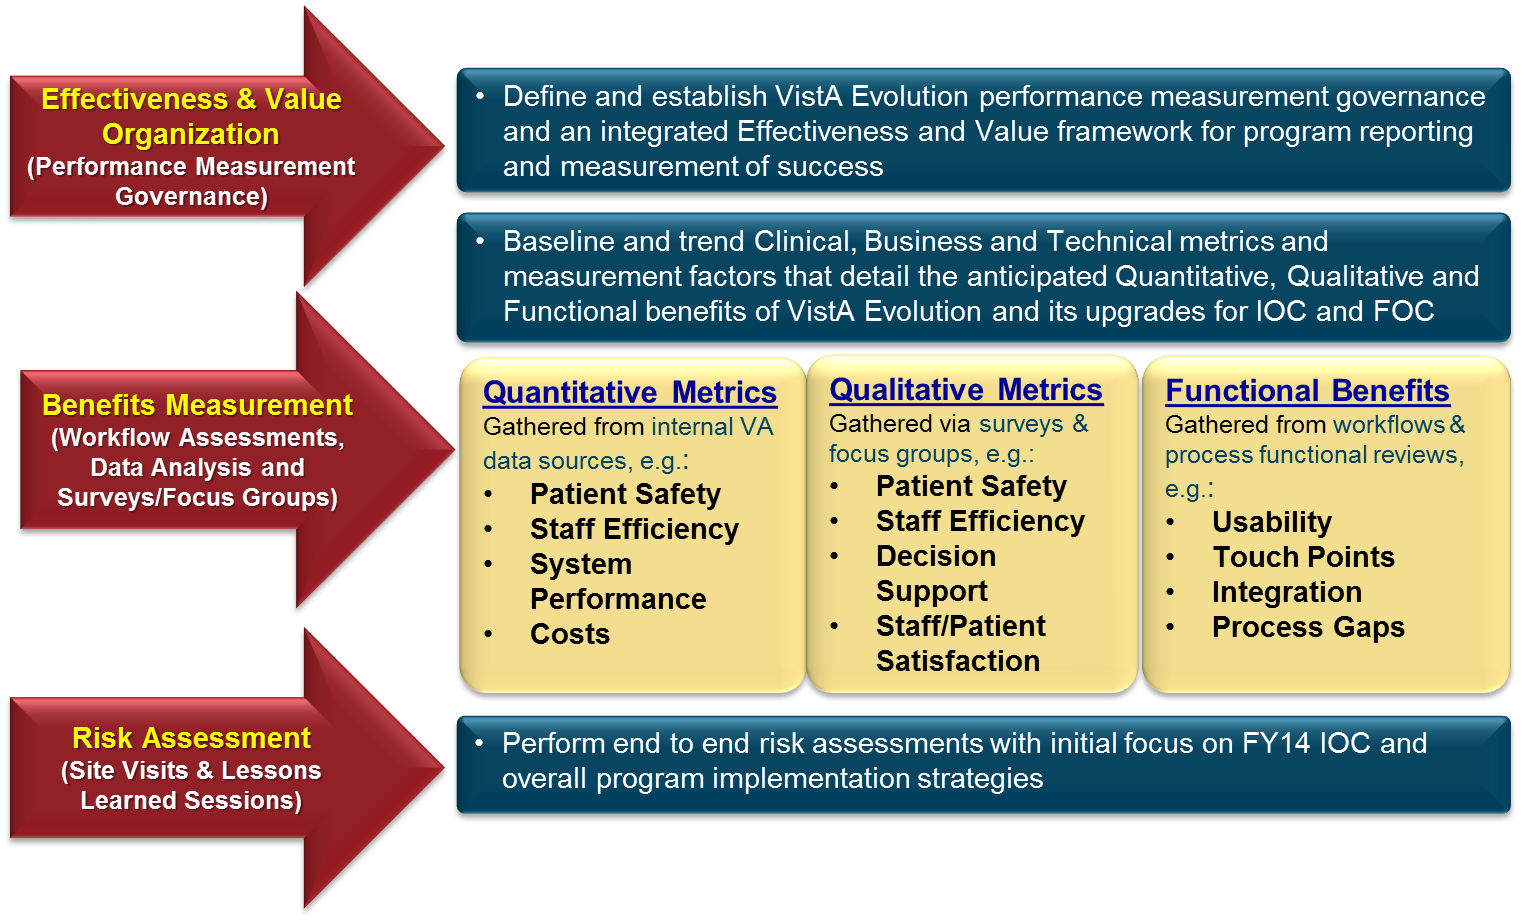 Effectiveness & Value
Organization
(Performance Measurement
Governance)
• Define and establish VistA Evolution performance measurement governance
and an integrated Effectiveness and Value framework for program reporting
and measurement of success
• Baseline and trend Clinical, Business and Technical metrics and
measurement factors that detail the anticipated Quantitative, Qualitative and
Functional benefits of VistA Evolution and its upgrades for IOC and FOC
Benefits Measurement
(Workflow Assessments,
Data Analysis and
Surveys/Focus Groups)
Quantitative Metrics
Gathered from internal VA
data sources, e.g.:
• Patient Safety
• Staff Efficiency
• System
Performance
• Costs
Qualitative Metrics
Gathered via surveys &
focus groups, e.g.:
• Patient Safety
• Staff Efficiency
• Decision
Support
• Staff/Patient
Satisfaction
Functional Benefits
Gathered from workflows &
process functional reviews,
e.g.:
• Usability
• Touch Points
• Integration
• Process Gaps
Risk Assessment
(Site Visits & Lessons
Learned Sessions)
• Perform end to end risk assessments with initial focus on FY14 IOC and
overall program implementation strategies